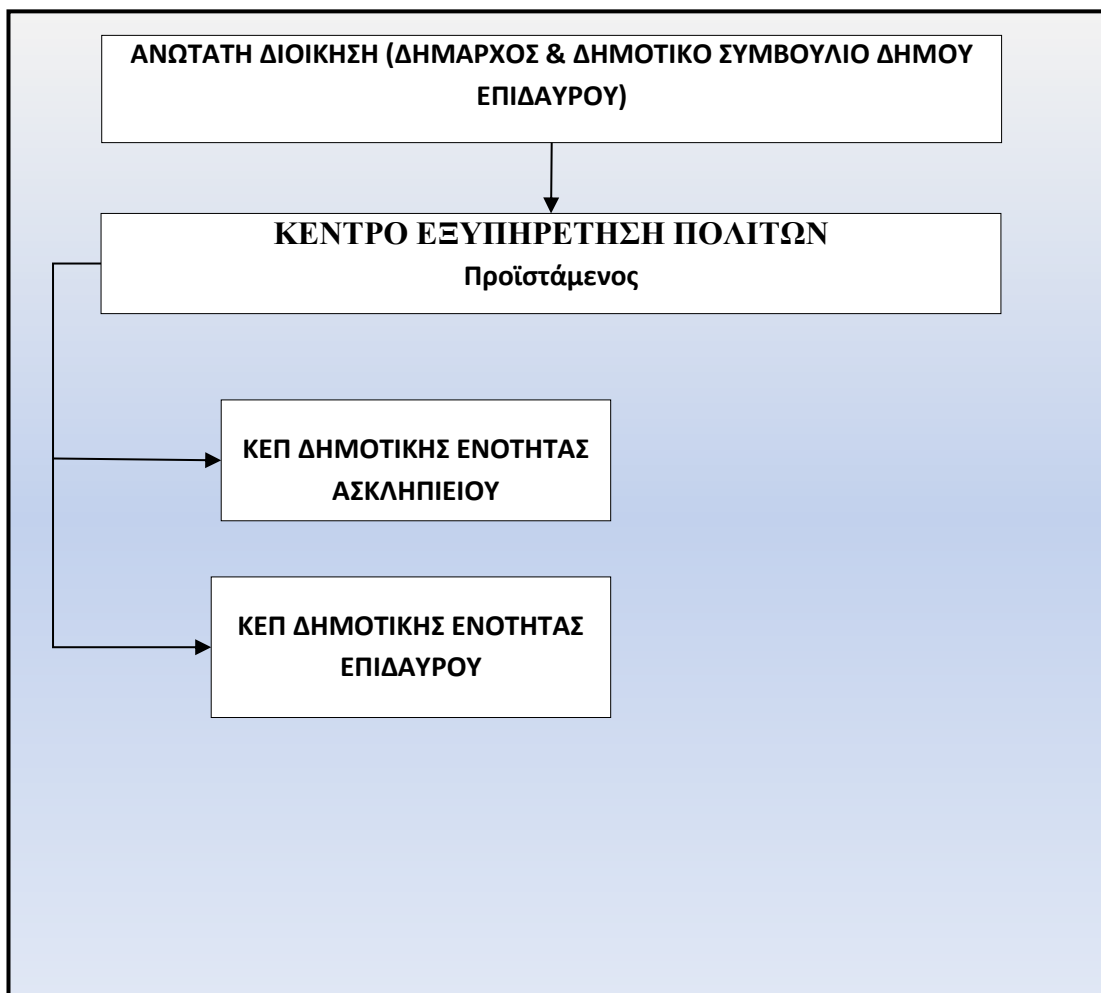 ΑΝΩΤΑΤΗ ΔΙΟΙΚΗΣΗ (ΔΗΜΑΡΧΟΣ & ΔΗΜΟΤΙΚΟ ΣΥΜΒΟΥΛΙΟ ΔΗΜΟΥ
ΕΠΙΔΑΥΡΟΥ)
ΚΕΝΤΡΟ ΕΞΥΠΗΡΕΤΗΣΗ ΠΟΛΙΤΩΝ
Προϊστάμενος
ΚΕΠ ΔΗΜΟΤΙΚΗΣ ΕΝΟΤΗΤΑΣ
ΑΣΚΛΗΠΙΕΙΟΥ
ΚΕΠ ΔΗΜΟΤΙΚΗΣ ΕΝΟΤΗΤΑΣ
ΕΠΙΔΑΥΡΟΥ